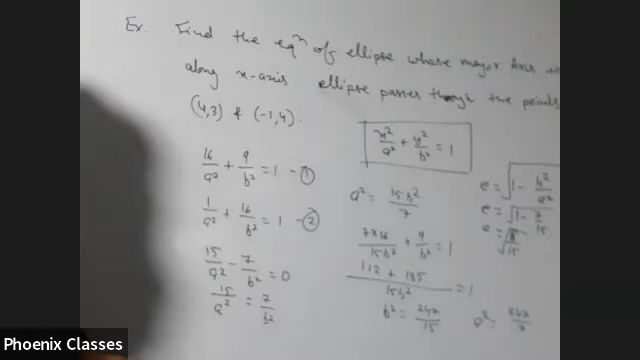 Ex. Find the eqⁿ of ellipse whose major Axis
along x-axis ellipse passes through the points
(4,3) & (-1,4).
16/a² + 9/b² = 1 - ①
1/a² + 16/b² = 1 - ②
15/a² - 7/b² = 0
15/a² = 7/b²
x²/a² + y²/b² = 1
a² = 15b²/7
7x16/15b² + 9/b² = 1
112 + 135/15b² = 1
b² = 247/15
a² = 247/7
e = √1 - b²/a²
e = √1 - 7/15
e = √8/15
Phoenix Classes